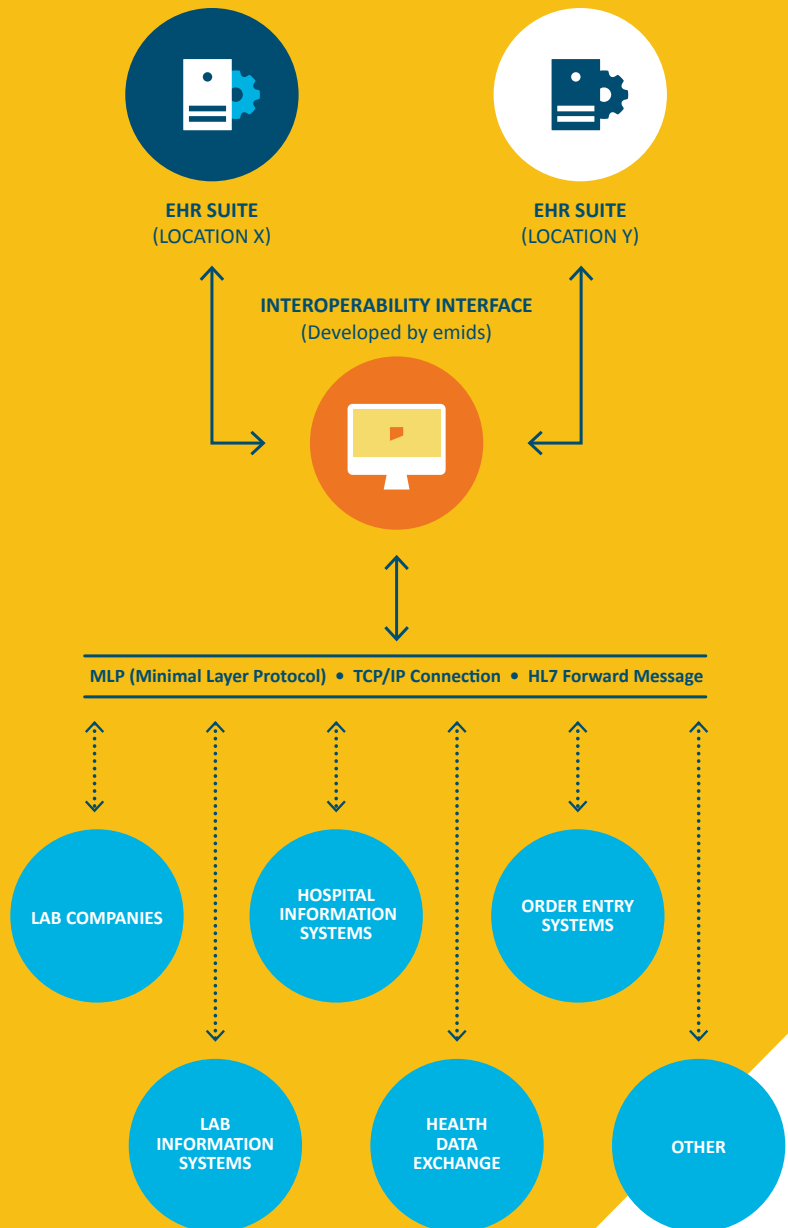 EHR SUITE
(LOCATION X)
EHR SUITE
(LOCATION Y)
INTEROPERABILITY INTERFACE
(Developed by emids)
MLP (Minimal Layer Protocol) • TCP/IP Connection • HL7 Forward Message
LAB COMPANIES
HOSPITAL
INFORMATION
SYSTEMS
ORDER ENTRY
SYSTEMS
LAB
INFORMATION
SYSTEMS
HEALTH
DATA
EXCHANGE
OTHER